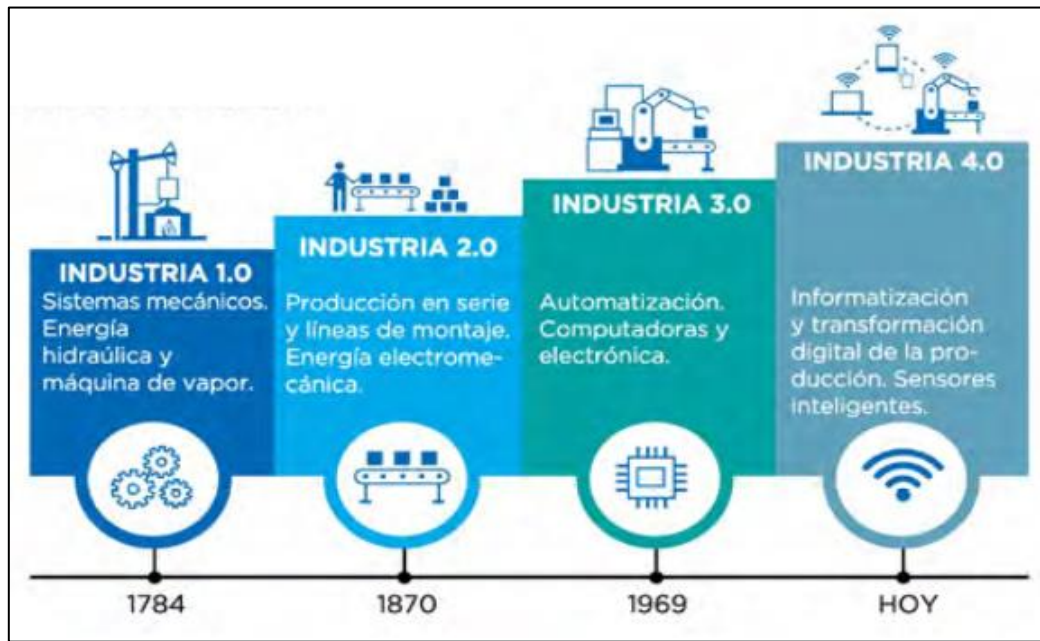 INDUSTRIA 1.0
Sistemas mecánicos.
Energía
hidraúlica y
máquina de vapor.
INDUSTRIA 2.0
Producción en serie
y líneas de montaje.
Energía electrome-
cánica.
INDUSTRIA 3.0
Automatización.
Computadoras y
electrónica.
INDUSTRIA 4.0
Informatización
y transformación
digital de la pro-
ducción. Sensores
inteligentes.
1784
1870
1969
HOY